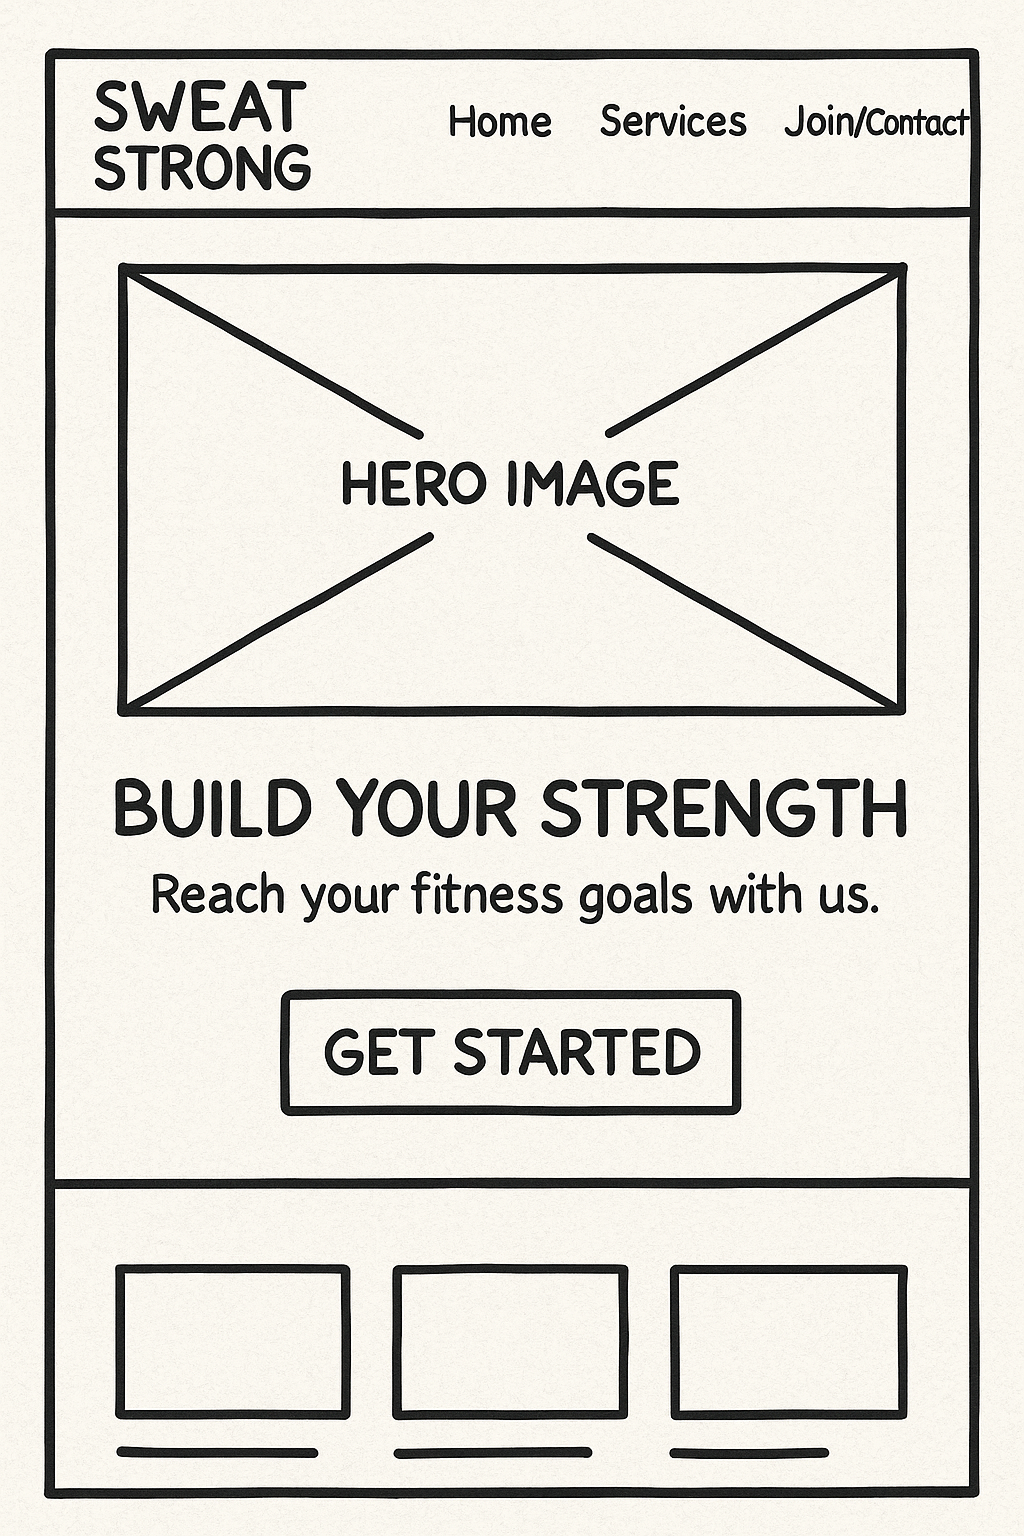 SWEAT
STRONG
Home Services Join/Contact
HERO IMAGE
BUILD YOUR STRENGTH
Reach your fitness goals with us.
GET STARTED